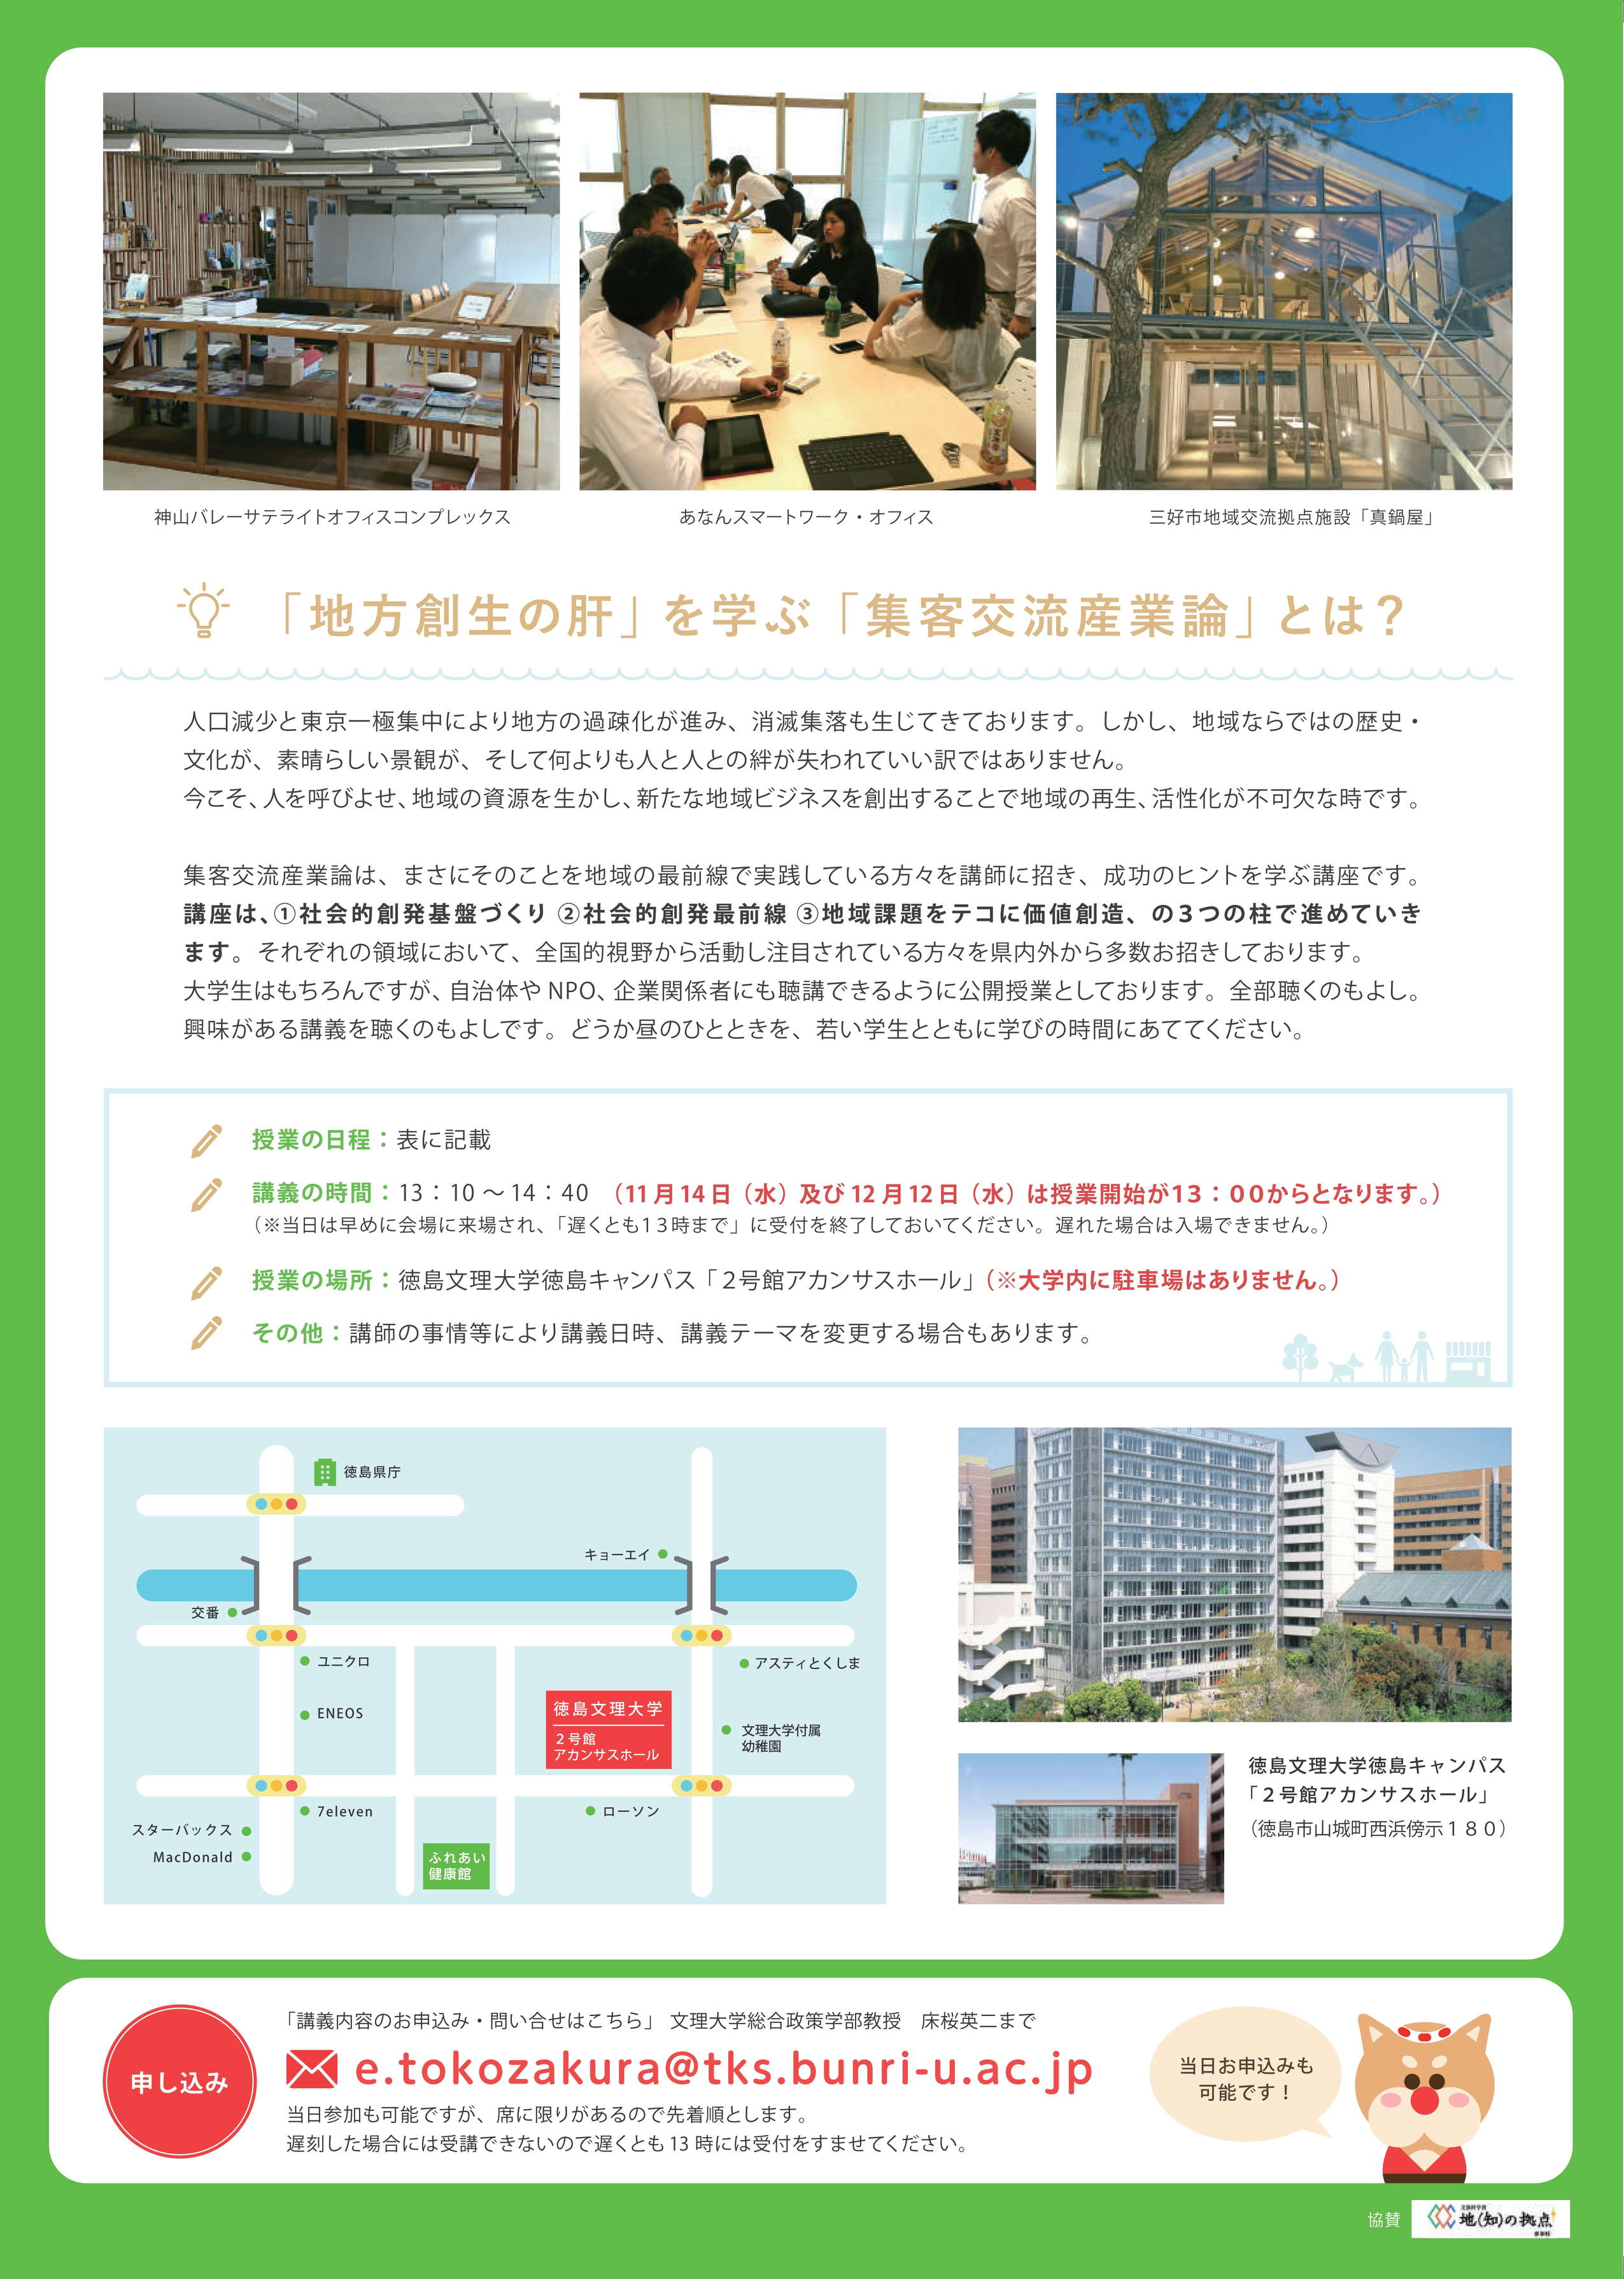 神山バレーサテライトオフィスコンプレックス
あなんスマートワーク・オフィス
三好市地域交流拠点施設「真鍋屋」
「地方創生の肝」を学ぶ「集客交流産業論」とは？
人口減少と東京一極集中により地方の過疎化が進み、消滅集落も生じてきております。しかし、地域ならではの歴史・
文化が、素晴らしい景観が、そして何よりも人と人との絆が失われていい訳ではありません。
今こそ、人を呼びよせ、地域の資源を生かし、新たな地域ビジネスを創出することで地域の再生、活性化が不可欠な時です。
集客交流産業論は、まさにそのことを地域の最前線で実践している方々を講師に招き、成功のヒントを学ぶ講座です。
講座は、①社会的創発基盤づくり ②社会的創発最前線 ③地域課題をテコに価値創造、の３つの柱で進めていき
ます。それぞれの領域において、全国的視野から活動し注目されている方々を県内外から多数お招きしております。
大学生はもちろんですが、自治体や NPO、企業関係者にも聴講できるように公開授業としております。全部聴くのもよし。
興味がある講義を聴くのもよしです。どうか昼のひとときを、若い学生とともに学びの時間にあててください。
授業の日程：表に記載
講義の時間：13：10 ～ 14：40 （11 月 14 日（水）及び 12 月 12 日（水）は授業開始が13：００からとなります。）
（※当日は早めに会場に来場され、「遅くとも１３時まで」に受付を終了しておいてください。遅れた場合は入場できません。）
授業の場所：徳島文理大学徳島キャンパス「２号館アカンサスホール」（※大学内に駐車場はありません。）
その他：講師の事情等により講義日時、講義テーマを変更する場合もあります。
徳島県庁
キョーエイ
交番
ユニクロ
アスティとくしま
ENEOS
徳島文理大学
２号館
アカンサスホール
文理大学付属
幼稚園
7eleven
ローソン
スターバックス
MacDonald
ふれあい
健康館
徳島文理大学徳島キャンパス
「２号館アカンサスホール」
（徳島市山城町西浜傍示１８０）
申し込み
「講義内容のお申込み・問い合せはこちら」 文理大学総合政策学部教授　床桜英二まで
e.tokozakura@tks.bunri-u.ac.jp
当日参加も可能ですが、席に限りがあるので先着順とします。
遅刻した場合には受講できないので遅くとも 13 時には受付をすませてください。
当日お申込みも
可能です！
協賛
文部科学省
地(知)の拠点